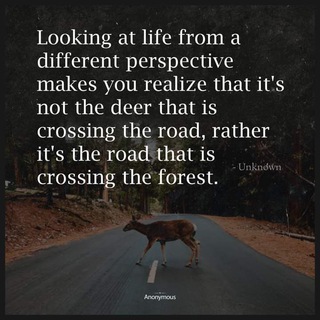 Looking at life from a
different perspective
makes you realize that it's
not the deer that is
crossing the road, rather
it's the road that is
crossing the forest.
- Unknown
Anonymous